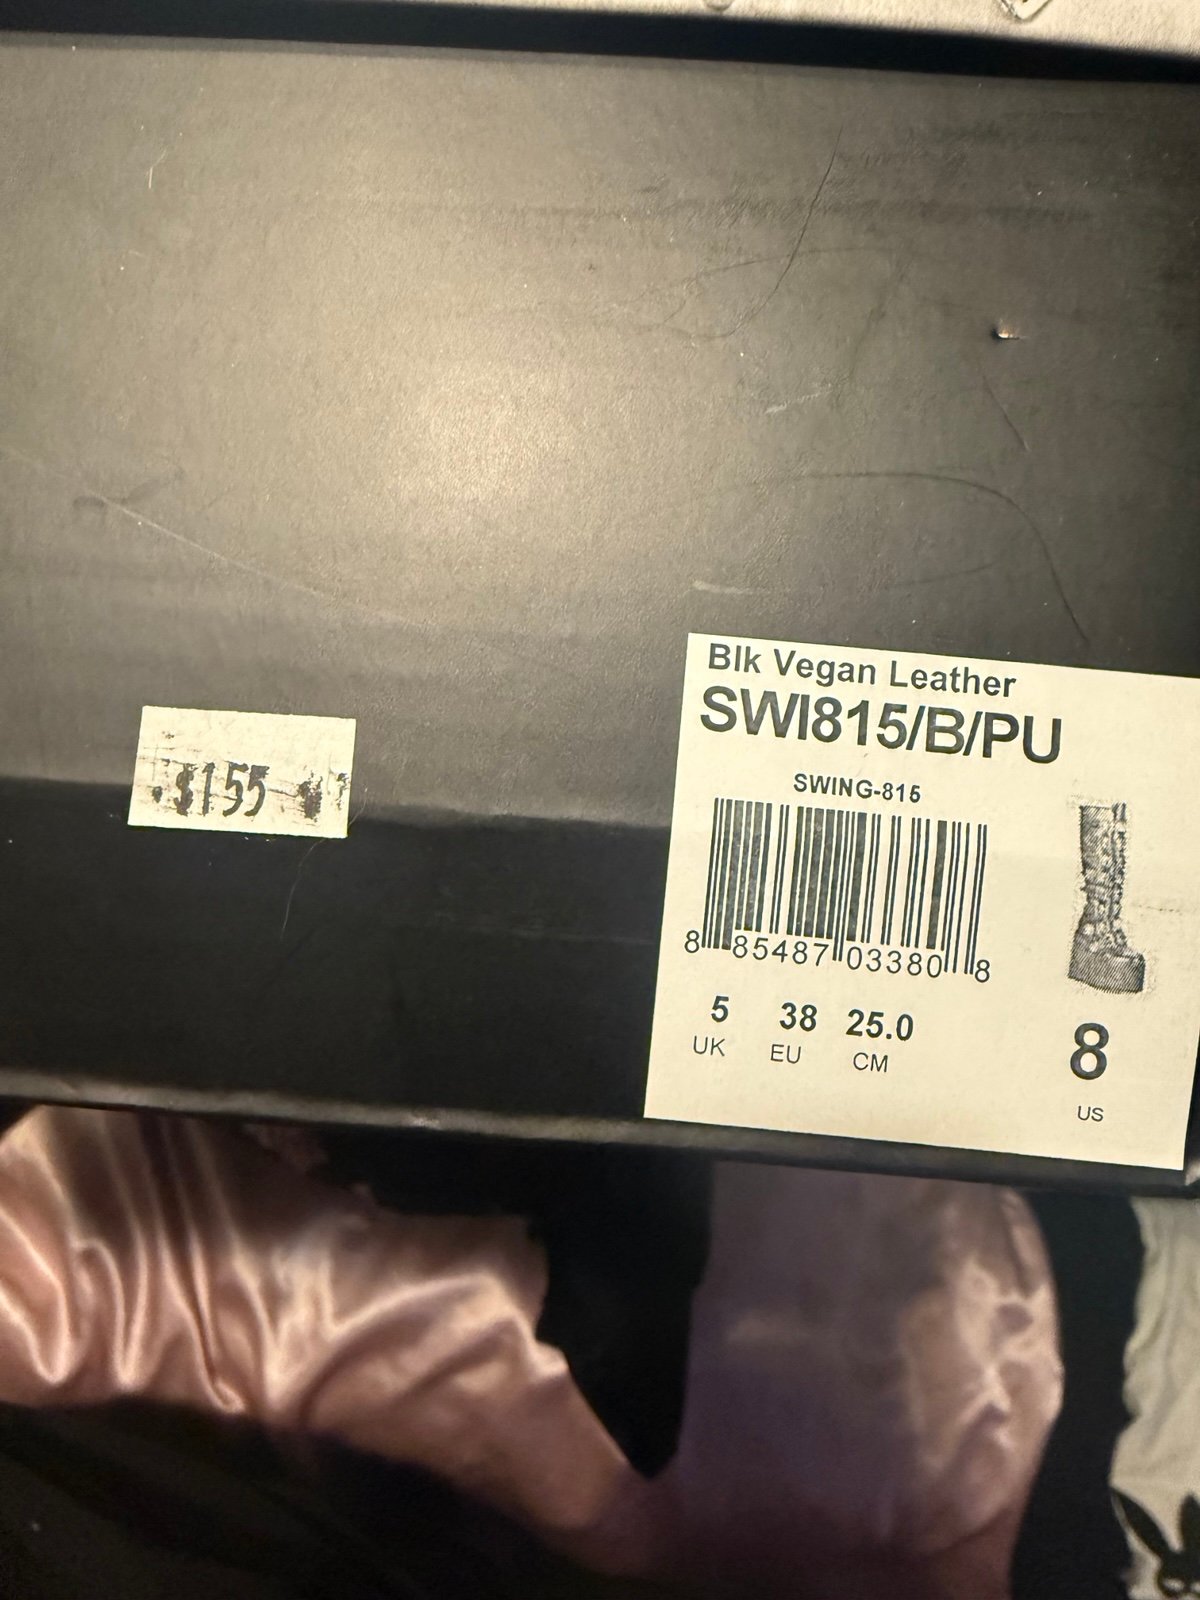 Blk Vegan Leather
SWI815/B/PU
SWING-815
8 85487 03380 8
5 38 25.0
UK EU CM
8
US
$155